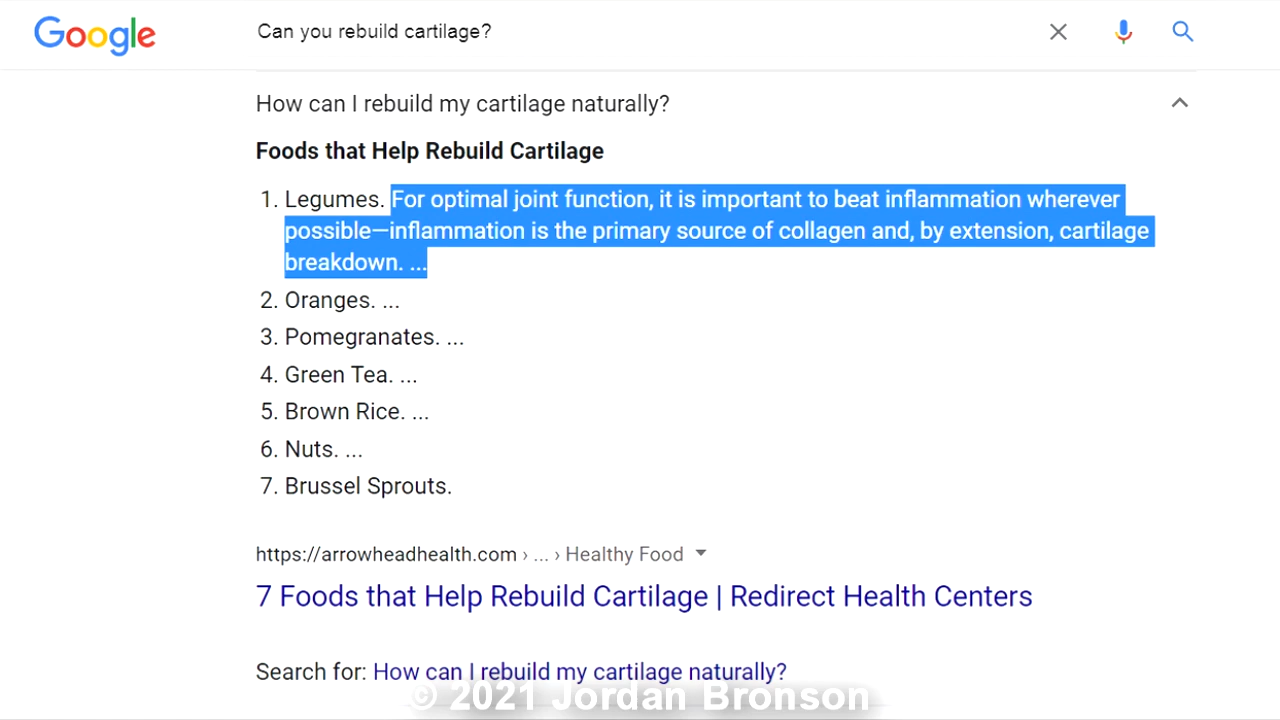 Google
Can you rebuild cartilage?
How can I rebuild my cartilage naturally?
Foods that Help Rebuild Cartilage
1. Legumes. For optimal joint function, it is important to beat inflammation wherever
possible—inflammation is the primary source of collagen and, by extension, cartilage
breakdown. ...
2. Oranges. ...
3. Pomegranates. ...
4. Green Tea. ...
5. Brown Rice. ...
6. Nuts. ...
7. Brussel Sprouts.
https://arrowheadhealth.com › ... › Healthy Food
7 Foods that Help Rebuild Cartilage | Redirect Health Centers
Search for: How can I rebuild my cartilage naturally?
© 2021 Jordan Bronson